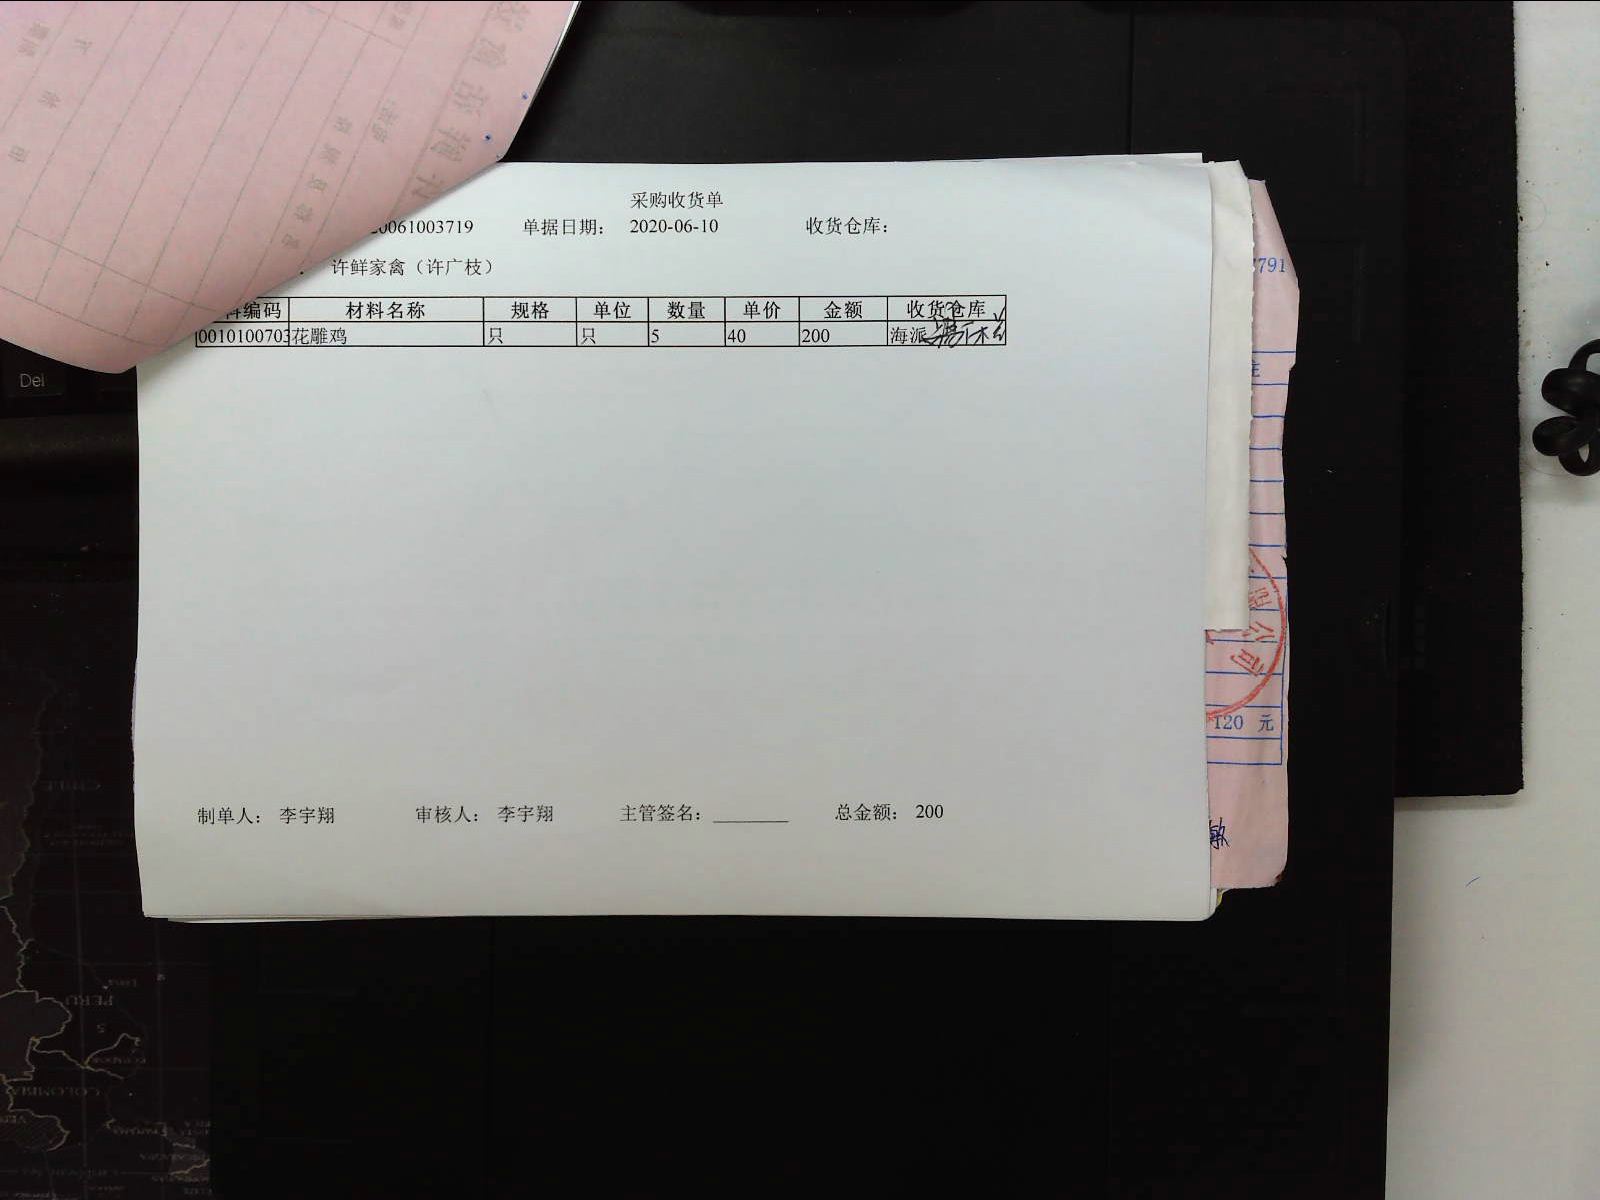 采购收货单
20061003719 单据日期： 2020-06-10 收货仓库：
许鲜家禽（许广枝）
编码 材料名称 规格 单位 数量 单价 金额 收货仓库
0010100703 花雕鸡 只 只 5 40 200 海派
制单人： 李宇翔 审核人： 李宇翔 主管签名： 总金额： 200
791
公司
120 元
Del
PERU